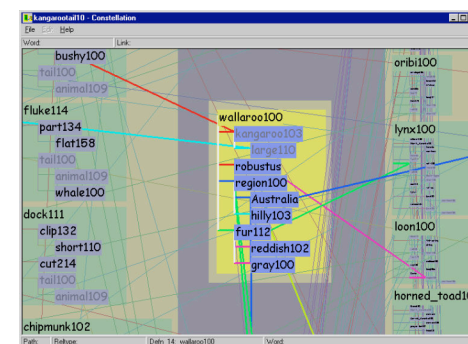 kangarootail10 - Constellation
File Edit Help
Word: Link:
bushy100
tail100
animal109
fluke114
part134
flat158
tail100
animal109
whale100
dock111
clip132
short110
cut214
tail100
animal109
chipmunk102
wallaroo100
kangaroo103
large110
robustus
region100
Australia
hilly103
fur112
reddish102
gray100
oribi100
lynx100
loon100
horned_toad10
Path: Reltype: Defn 14: wallaroo100 Word: